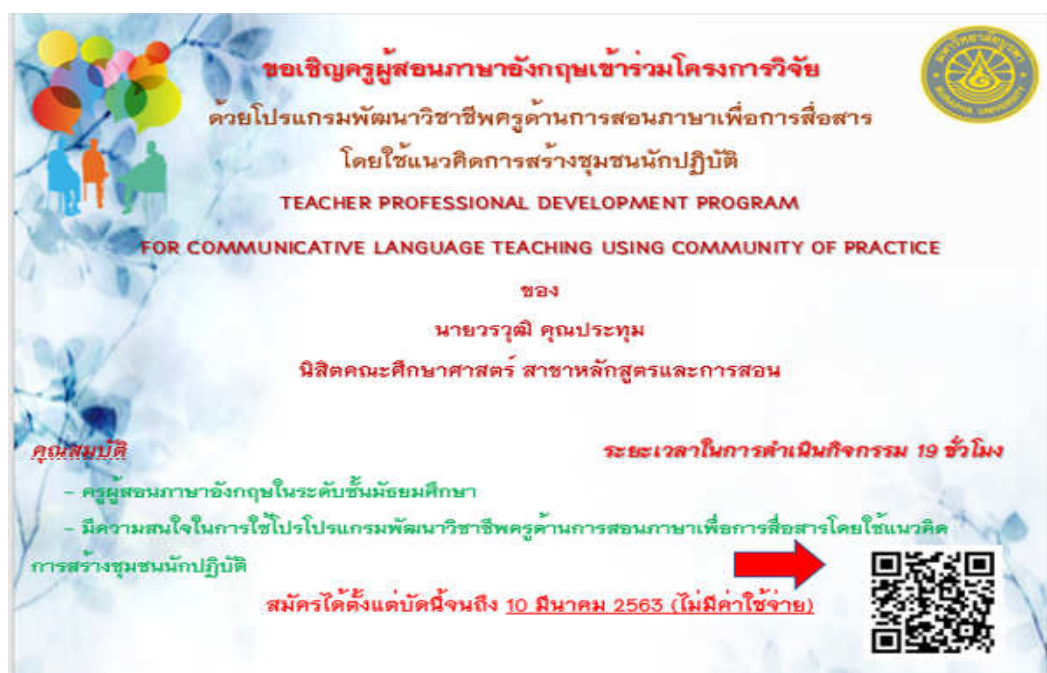 ขอเชิญครูผู้สอนภาษาอังกฤษเข้าร่วมโครงการวิจัย
ด้วยโปรแกรมพัฒนาวิชาชีพครูด้านการสอนภาษาเพื่อการสื่อสาร
โดยใช้แนวคิดการสร้างชุมชนนักปฏิบัติ
TEACHER PROFESSIONAL DEVELOPMENT PROGRAM
FOR COMMUNICATIVE LANGUAGE TEACHING USING COMMUNITY OF PRACTICE
ของ
นายวรวุฒิ คุณประทุม
นิสิตคณะศึกษาศาสตร์ สาขาหลักสูตรและการสอน
คุณสมบัติ
ระยะเวลาในการดำเนินกิจกรรม 19 ชั่วโมง
- ครูผู้สอนภาษาอังกฤษในระดับชั้นมัธยมศึกษา
- มีความสนใจในการใช้โปรโปรแกรมพัฒนาวิชาชีพครูด้านการสอนภาษาเพื่อการสื่อสารโดยใช้แนวคิด
การสร้างชุมชนนักปฏิบัติ
สมัครได้ตั้งแต่บัดนี้จนถึง 10 มีนาคม 2563 (ไม่มีค่าใช้จ่าย)
มหาวิทยาลัยบูรพา
BURAPHA UNIVERSITY